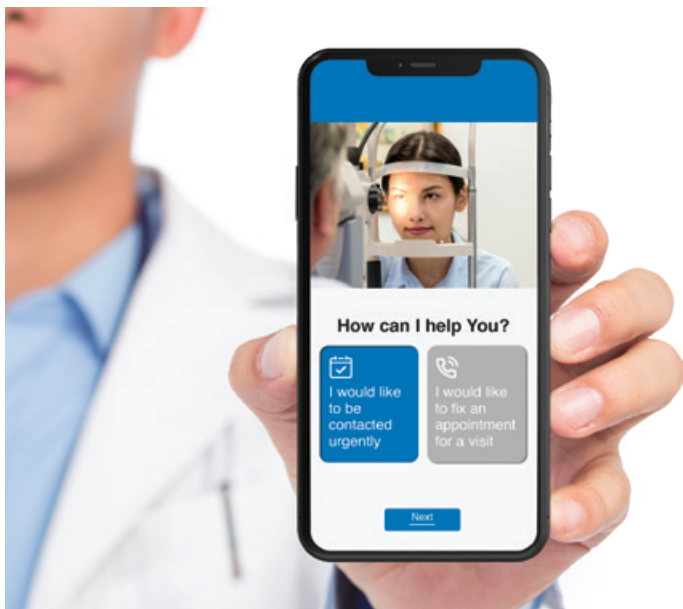 How can I help You?
I would like
to be
contacted
urgently
I would like
to fix an
appointment
for a visit
Next